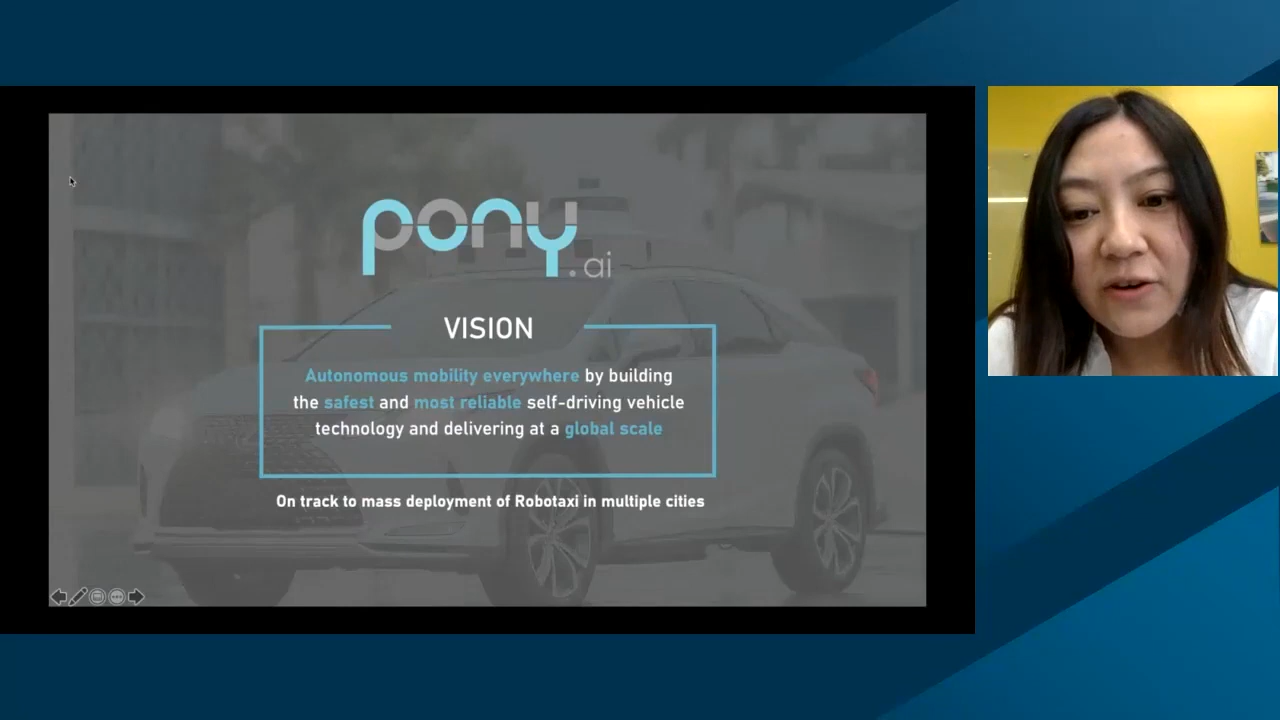 pony.ai
VISION
Autonomous mobility everywhere by building
the safest and most reliable self-driving vehicle
technology and delivering at a global scale
On track to mass deployment of Robotaxi in multiple cities